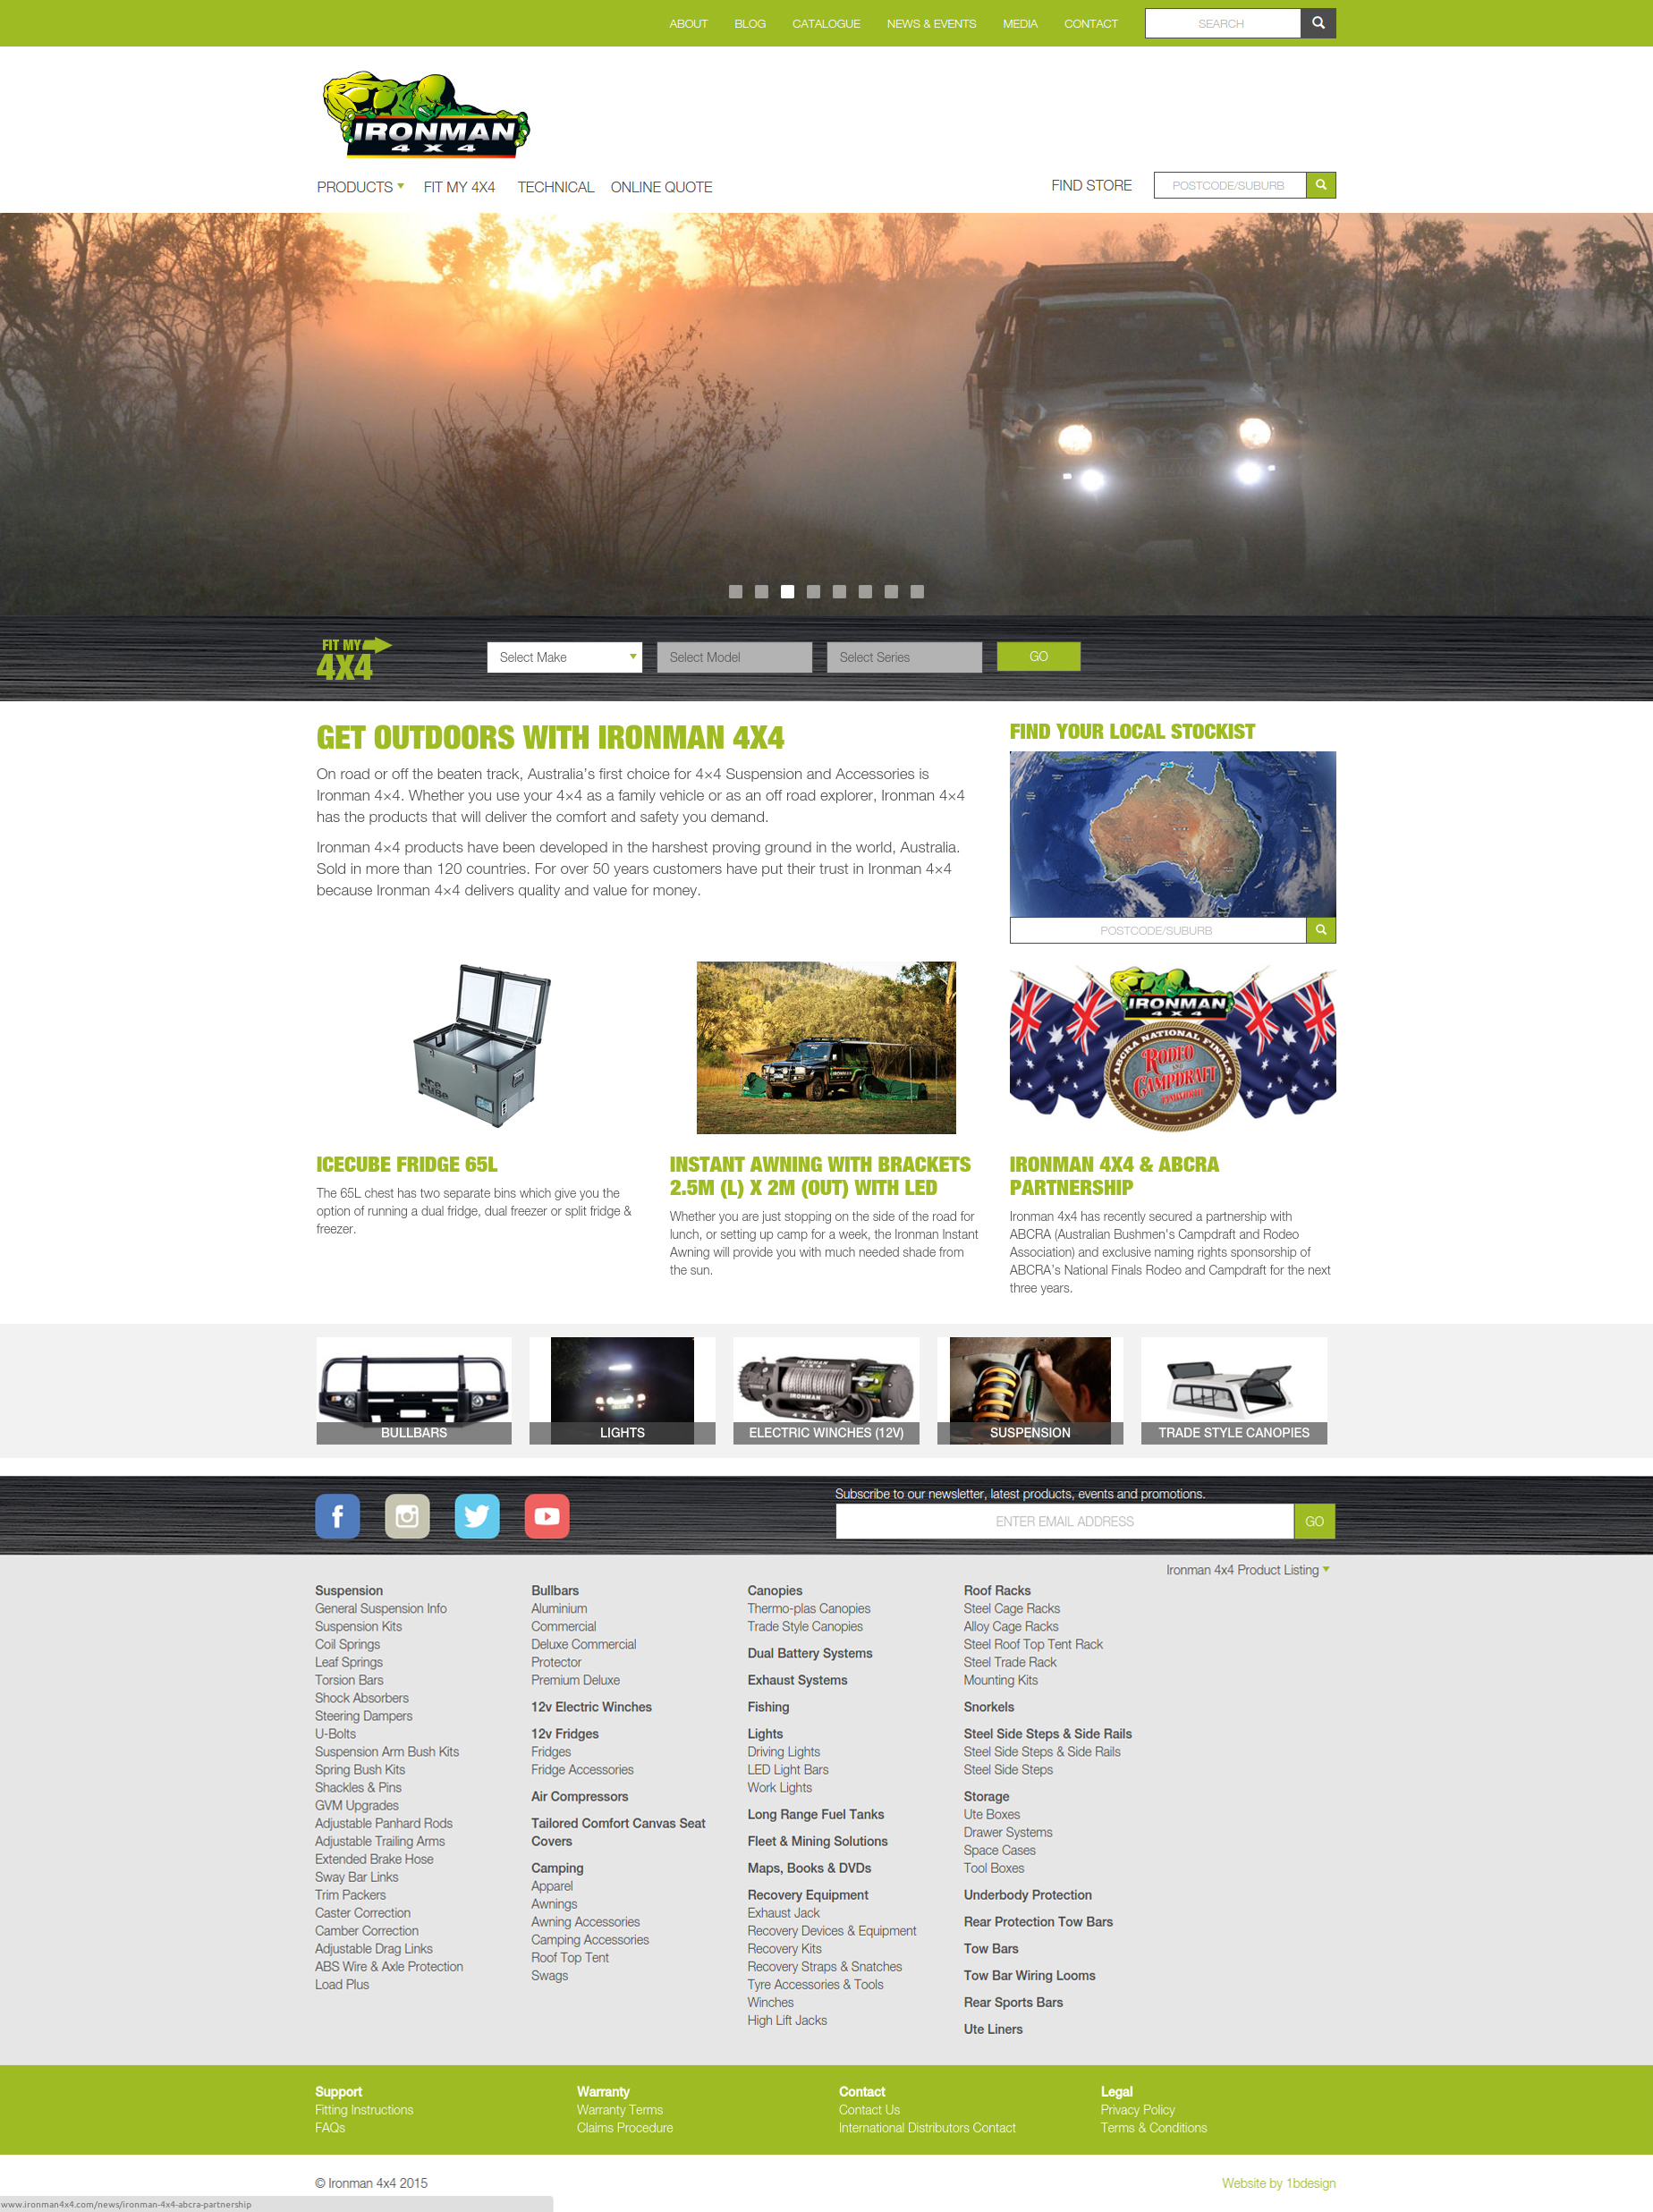 ABOUT BLOG CATALOGUE NEWS & EVENTS MEDIA CONTACT SEARCH
IRONMAN
4 X 4
PRODUCTS FIT MY 4X4 TECHNICAL ONLINE QUOTE FIND STORE POSTCODE/SUBURB
FIT MY
4X4
Select Make Select Model Select Series GO
GET OUTDOORS WITH IRONMAN 4X4
On road or off the beaten track, Australia's first choice for 4×4 Suspension and Accessories is
Ironman 4×4. Whether you use your 4×4 as a family vehicle or as an off road explorer, Ironman 4×4
has the products that will deliver the comfort and safety you demand.
Ironman 4×4 products have been developed in the harshest proving ground in the world, Australia.
Sold in more than 120 countries. For over 50 years customers have put their trust in Ironman 4×4
because Ironman 4×4 delivers quality and value for money.
FIND YOUR LOCAL STOCKIST
POSTCODE/SUBURB
ICE CUBE
ICECUBE FRIDGE 65L
The 65L chest has two separate bins which give you the
option of running a dual fridge, dual freezer or split fridge &
freezer.
INSTANT AWNING WITH BRACKETS
2.5M (L) X 2M (OUT) WITH LED
Whether you are just stopping on the side of the road for
lunch, or setting up camp for a week, the Ironman Instant
Awning will provide you with much needed shade from
the sun.
IRONMAN
4 X 4
ABCRA NATIONAL FINALS
RODEO
CAMPDRAFT
IRONMAN 4X4 & ABCRA
PARTNERSHIP
Ironman 4x4 has recently secured a partnership with
ABCRA (Australian Bushmen's Campdraft and Rodeo
Association) and exclusive naming rights sponsorship of
ABCRA's National Finals Rodeo and Campdraft for the next
three years.
IRONMAN
4 X 4
BULLBARS LIGHTS ELECTRIC WINCHES (12V) SUSPENSION TRADE STYLE CANOPIES
Subscribe to our newsletter, latest products, events and promotions.
ENTER EMAIL ADDRESS GO
Ironman 4x4 Product Listing
Suspension
General Suspension Info
Suspension Kits
Coil Springs
Leaf Springs
Torsion Bars
Shock Absorbers
Steering Dampers
U-Bolts
Suspension Arm Bush Kits
Spring Bush Kits
Shackles & Pins
GVM Upgrades
Adjustable Panhard Rods
Adjustable Trailing Arms
Extended Brake Hose
Sway Bar Links
Trim Packers
Caster Correction
Camber Correction
Adjustable Drag Links
ABS Wire & Axle Protection
Load Plus
Bullbars
Aluminium
Commercial
Deluxe Commercial
Protector
Premium Deluxe
12v Electric Winches
12v Fridges
Fridges
Fridge Accessories
Air Compressors
Tailored Comfort Canvas Seat
Covers
Camping
Apparel
Awnings
Awning Accessories
Camping Accessories
Roof Top Tent
Swags
Canopies
Thermo-plas Canopies
Trade Style Canopies
Dual Battery Systems
Exhaust Systems
Fishing
Lights
Driving Lights
LED Light Bars
Work Lights
Long Range Fuel Tanks
Fleet & Mining Solutions
Maps, Books & DVDs
Recovery Equipment
Exhaust Jack
Recovery Devices & Equipment
Recovery Kits
Recovery Straps & Snatches
Tyre Accessories & Tools
Winches
High Lift Jacks
Roof Racks
Steel Cage Racks
Alloy Cage Racks
Steel Roof Top Tent Rack
Steel Trade Rack
Mounting Kits
Snorkels
Steel Side Steps & Side Rails
Steel Side Steps & Side Rails
Steel Side Steps
Storage
Ute Boxes
Drawer Systems
Space Cases
Tool Boxes
Underbody Protection
Rear Protection Tow Bars
Tow Bars
Tow Bar Wiring Looms
Rear Sports Bars
Ute Liners
Support
Fitting Instructions
FAQs
Warranty
Warranty Terms
Claims Procedure
Contact
Contact Us
International Distributors Contact
Legal
Privacy Policy
Terms & Conditions
© Ironman 4x4 2015 Website by 1bdesign
www.ironman4x4.com/news/ironman-4x4-abcra-partnership